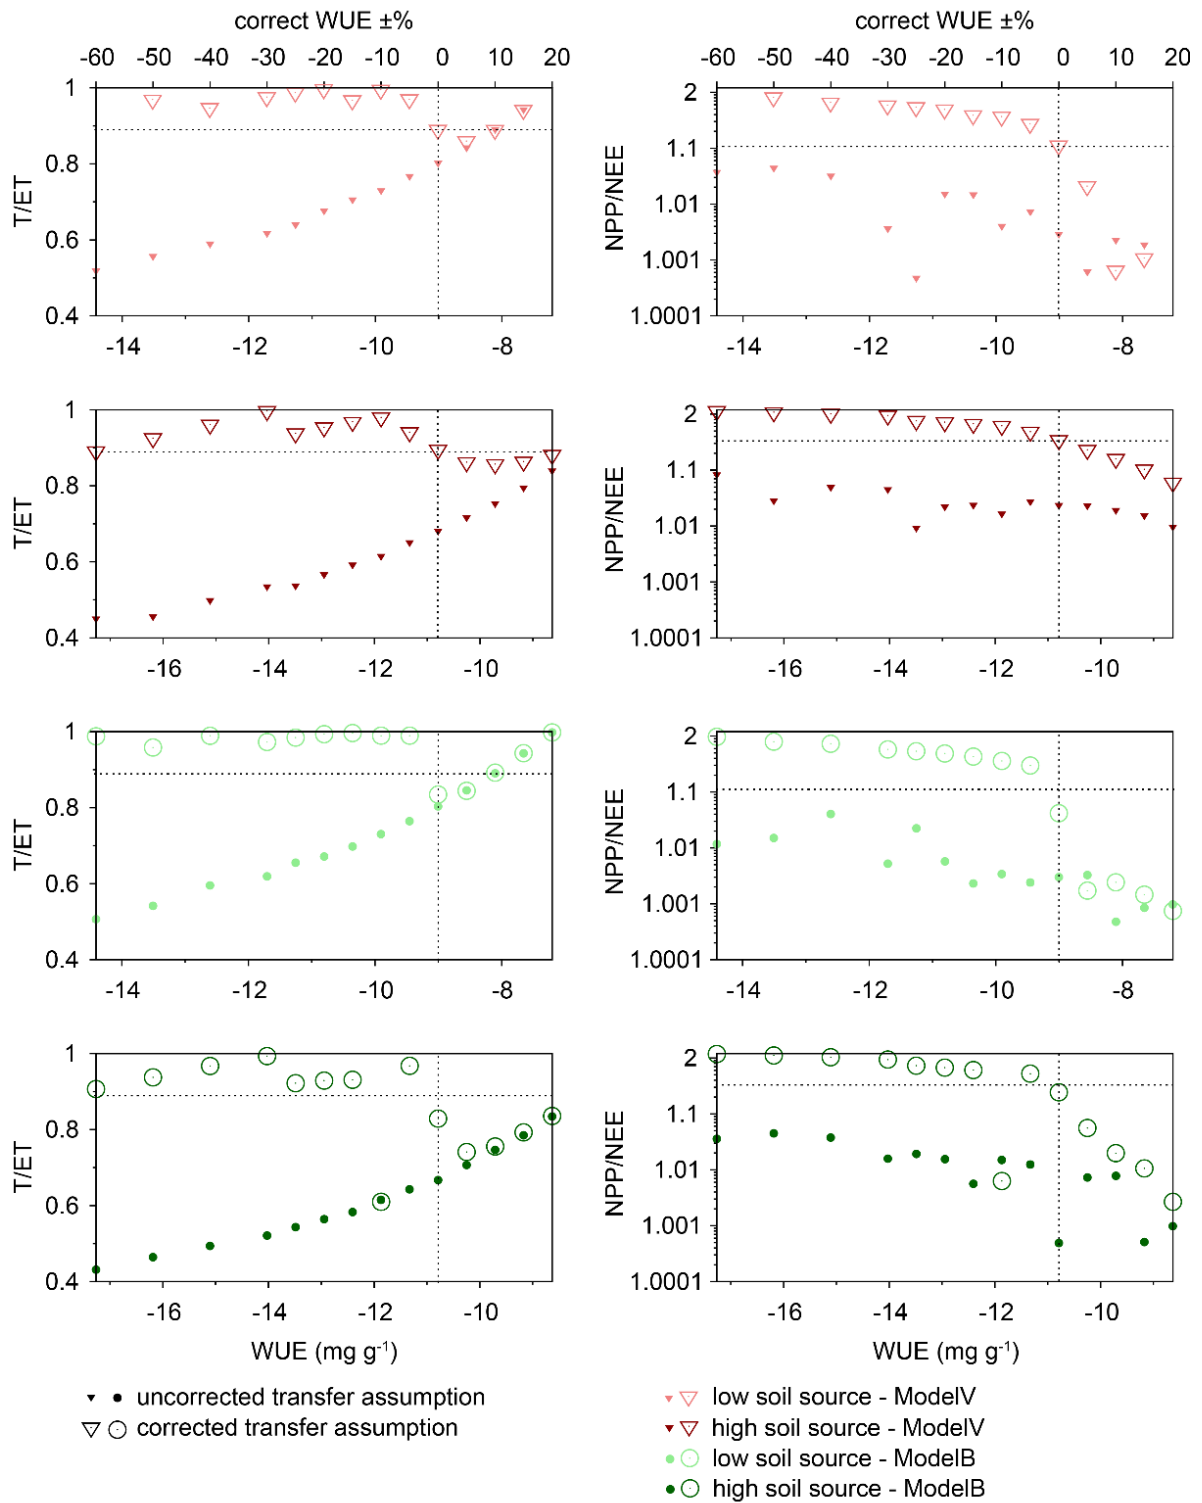 correct WUE ±%
correct WUE ±%
-60 -50 -40 -30 -20 -10 0 10 20
-60 -50 -40 -30 -20 -10 0 10 20
1
0.8
0.6
0.4
T/ET
-14 -12 -10 -8
2
1.1
1.01
1.001
1.0001
NPP/NEE
-14 -12 -10 -8
1
0.8
0.6
0.4
T/ET
-16 -14 -12 -10
2
1.1
1.01
1.001
1.0001
NPP/NEE
-16 -14 -12 -10
1
0.8
0.6
0.4
T/ET
-14 -12 -10 -8
2
1.1
1.01
1.001
1.0001
NPP/NEE
-14 -12 -10 -8
1
0.8
0.6
0.4
T/ET
-16 -14 -12 -10
WUE (mg g⁻¹)
2
1.1
1.01
1.001
1.0001
NPP/NEE
-16 -14 -12 -10
WUE (mg g⁻¹)
uncorrected transfer assumption
corrected transfer assumption
low soil source - ModelV
high soil source - ModelV
low soil source - ModelB
high soil source - ModelB